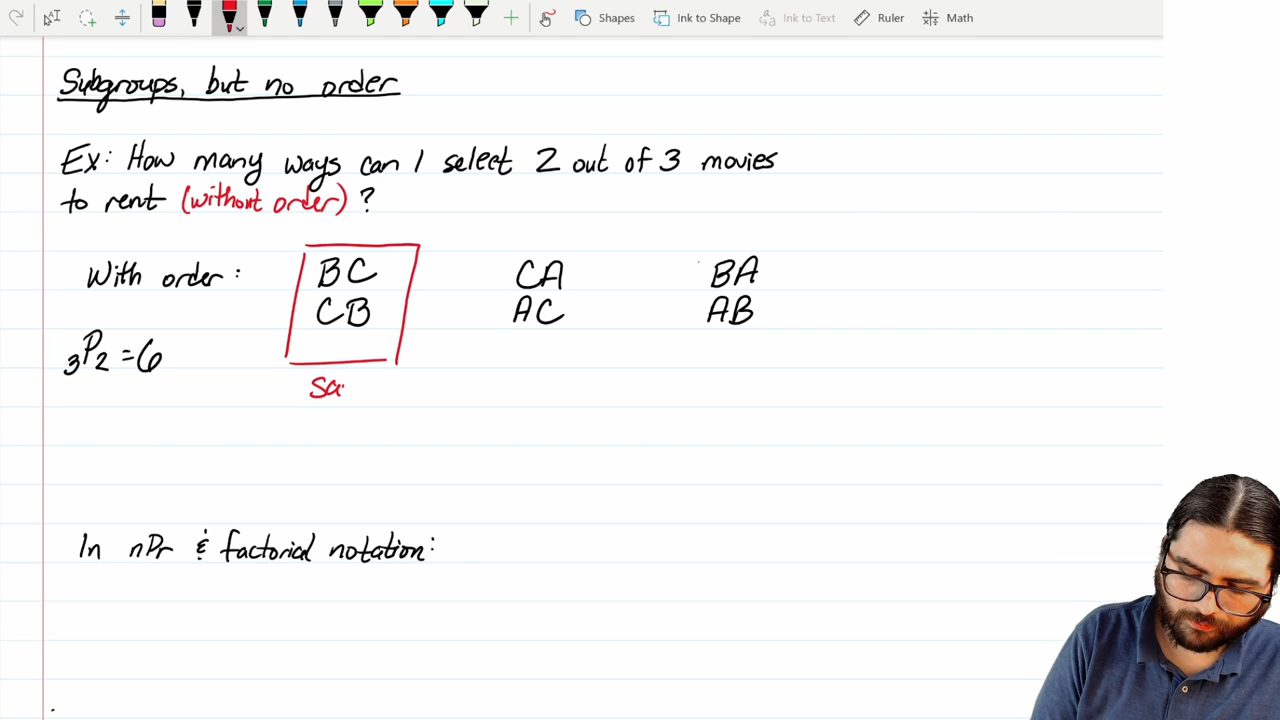 Shapes Ink to Shape Ink to Text Ruler Math
Subgroups, but no order
Ex: How many ways can I select 2 out of 3 movies
to rent (without order)?
With order: BC CA BA
CB AC AB
₃P₂ = 6
Sa
In nPr & factorial notation: